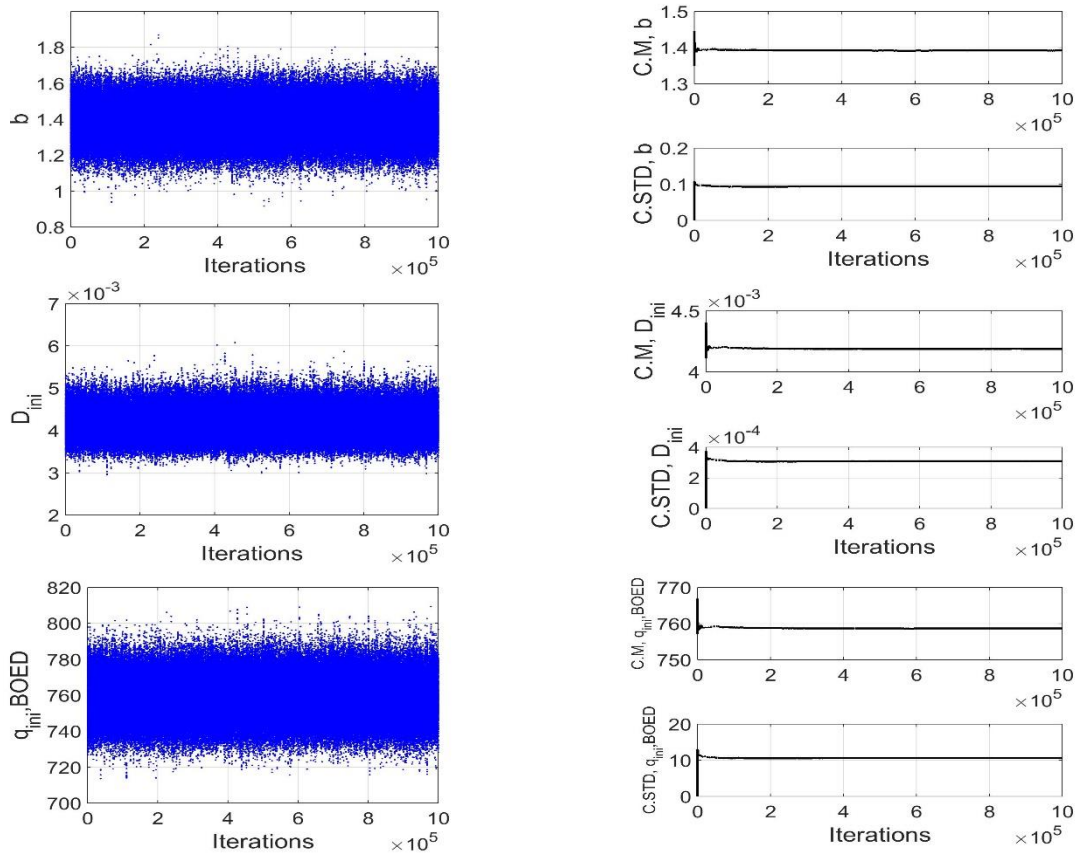 1.8
1.6
1.4
1.2
1
0.8
b
0 2 4 6 8 10
Iterations × 10^5
1.5
1.4
1.3
C.M, b
0 2 4 6 8 10
× 10^5
0.2
0.1
0
C.STD, b
0 2 4 6 8 10
Iterations × 10^5
× 10^-3
7
6
5
4
3
2
D_ini
0 2 4 6 8 10
Iterations × 10^5
× 10^-3
4.5
4
C.M, D_ini
0 2 4 6 8 10
× 10^5
× 10^-4
4
2
0
C.STD, D_ini
0 2 4 6 8 10
Iterations × 10^5
820
800
780
760
740
720
700
q_ini,BOED
0 2 4 6 8 10
Iterations × 10^5
770
760
750
C.M, q_ini,BOED
0 2 4 6 8 10
× 10^5
20
10
0
C.STD, q_ini,BOED
0 2 4 6 8 10
Iterations × 10^5